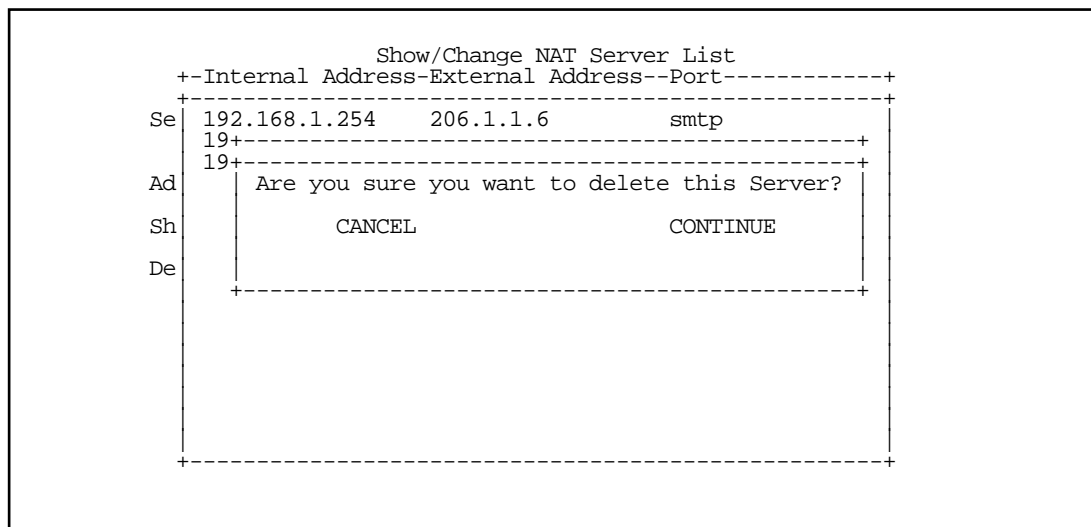 Show/Change NAT Server List
+-Internal Address-External Address--Port------------+
+----------------------------------------------------+
Se| 192.168.1.254 206.1.1.6 smtp |
| 19+----------------------------------------------+ |
| 19+----------------------------------------------+ |
Ad| | Are you sure you want to delete this Server? | |
| | | |
Sh| | CANCEL CONTINUE | |
| | | |
De| | | |
| +----------------------------------------------+ |
| |
| |
| |
| |
| |
| |
| |
+----------------------------------------------------+